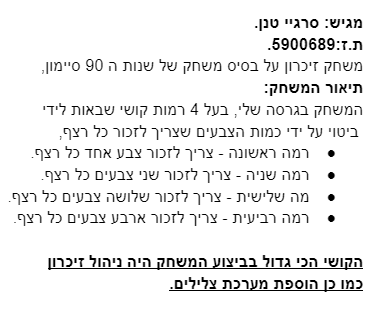 מגיש: סרגיי טנן.
ת.ז:5900689.
משחק זיכרון על בסיס משחק של שנות ה 90 סיימון,
תיאור המשחק:
המשחק בגרסה שלי, בעל 4 רמות קושי שבאות לידי
ביטוי על ידי כמות הצבעים שצריך לזכור כל רצף,
● רמה ראשונה - צריך לזכור צבע אחד כל רצף.
● רמה שניה - צריך לזכור שני צבעים כל רצף.
● מה שלישית - צריך לזכור שלושה צבעים כל רצף.
● רמה רביעית - צריך לזכור ארבע צבעים כל רצף.
הקושי הכי גדול בביצוע המשחק היה ניהול זיכרון
כמו כן הוספת מערכת צלילים.